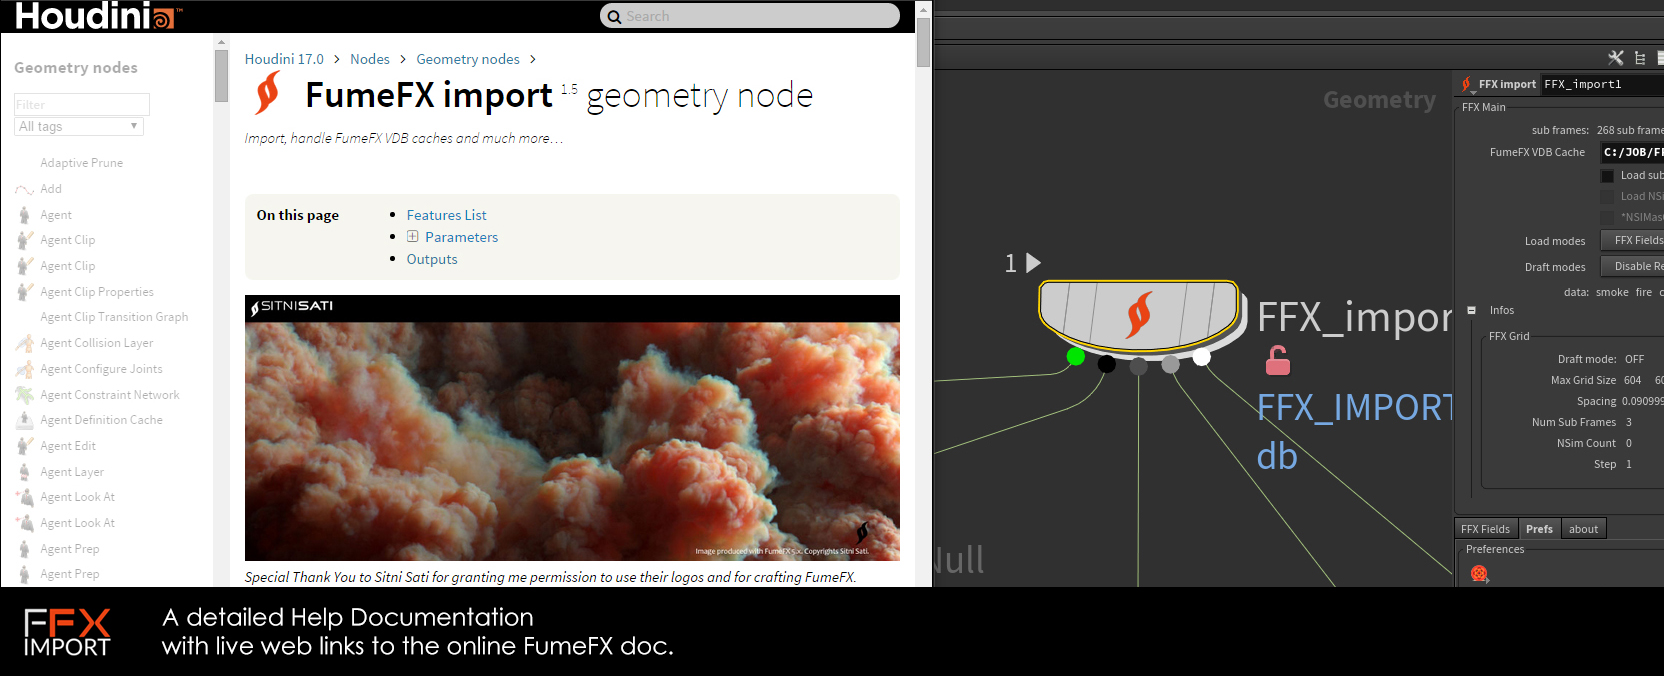 Houdini
Search
Geometry nodes
Filter
All tags
Adaptive Prune
Add
Agent
Agent Clip
Agent Clip
Agent Clip Properties
Agent Clip Transition Graph
Agent Collision Layer
Agent Configure Joints
Agent Constraint Network
Agent Definition Cache
Agent Edit
Agent Layer
Agent Look At
Agent Look At
Agent Prep
Agent Prep
Houdini 17.0 > Nodes > Geometry nodes >
FumeFX import 1.5 geometry node
Import, handle FumeFX VDB caches and much more…
On this page
Features List
Parameters
Outputs
SITNISATI
Image produced with FumeFX 5.x. Copyrights Sitni Sati.
Special Thank You to Sitni Sati for granting me permission to use their logos and for crafting FumeFX.
Geometry
1
FFX_impor
FFX_IMPORT
db
Null
FFX import FFX_import1
FFX Main
sub frames: 268 sub frame
FumeFX VDB Cache C:/JOB/FF
Load sub
Load NSi
*NSIMas
Load modes FFX Fields
Draft modes Disable Re
data: smoke fire
Infos
FFX Grid
Draft mode: OFF
Max Grid Size 604 60
Spacing 0.090999
Num Sub Frames 3
NSim Count 0
Step 1
FFX Fields Prefs about
Preferences
FFX
IMPORT
A detailed Help Documentation
with live web links to the online FumeFX doc.